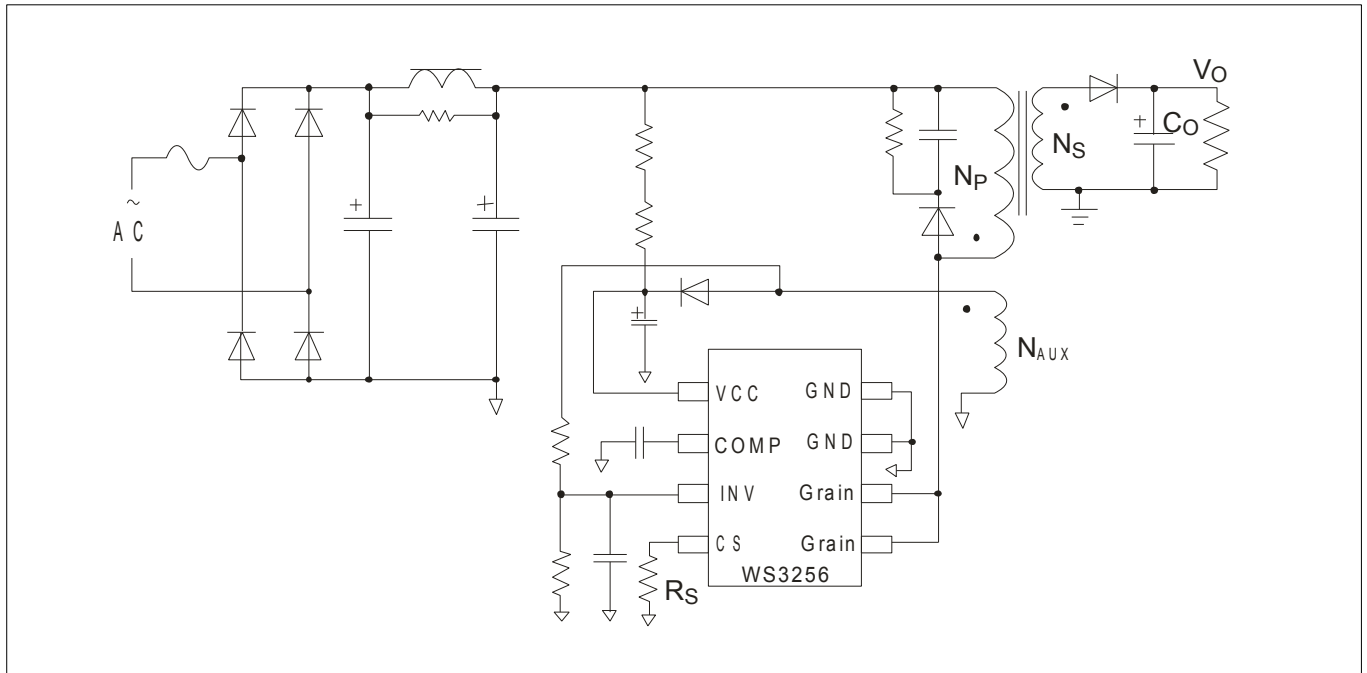 VO
CO
NS
NP
~
AC
NAUX
VCC
GND
COMP
GND
INV
Grain
CS
Grain
WS3256
RS